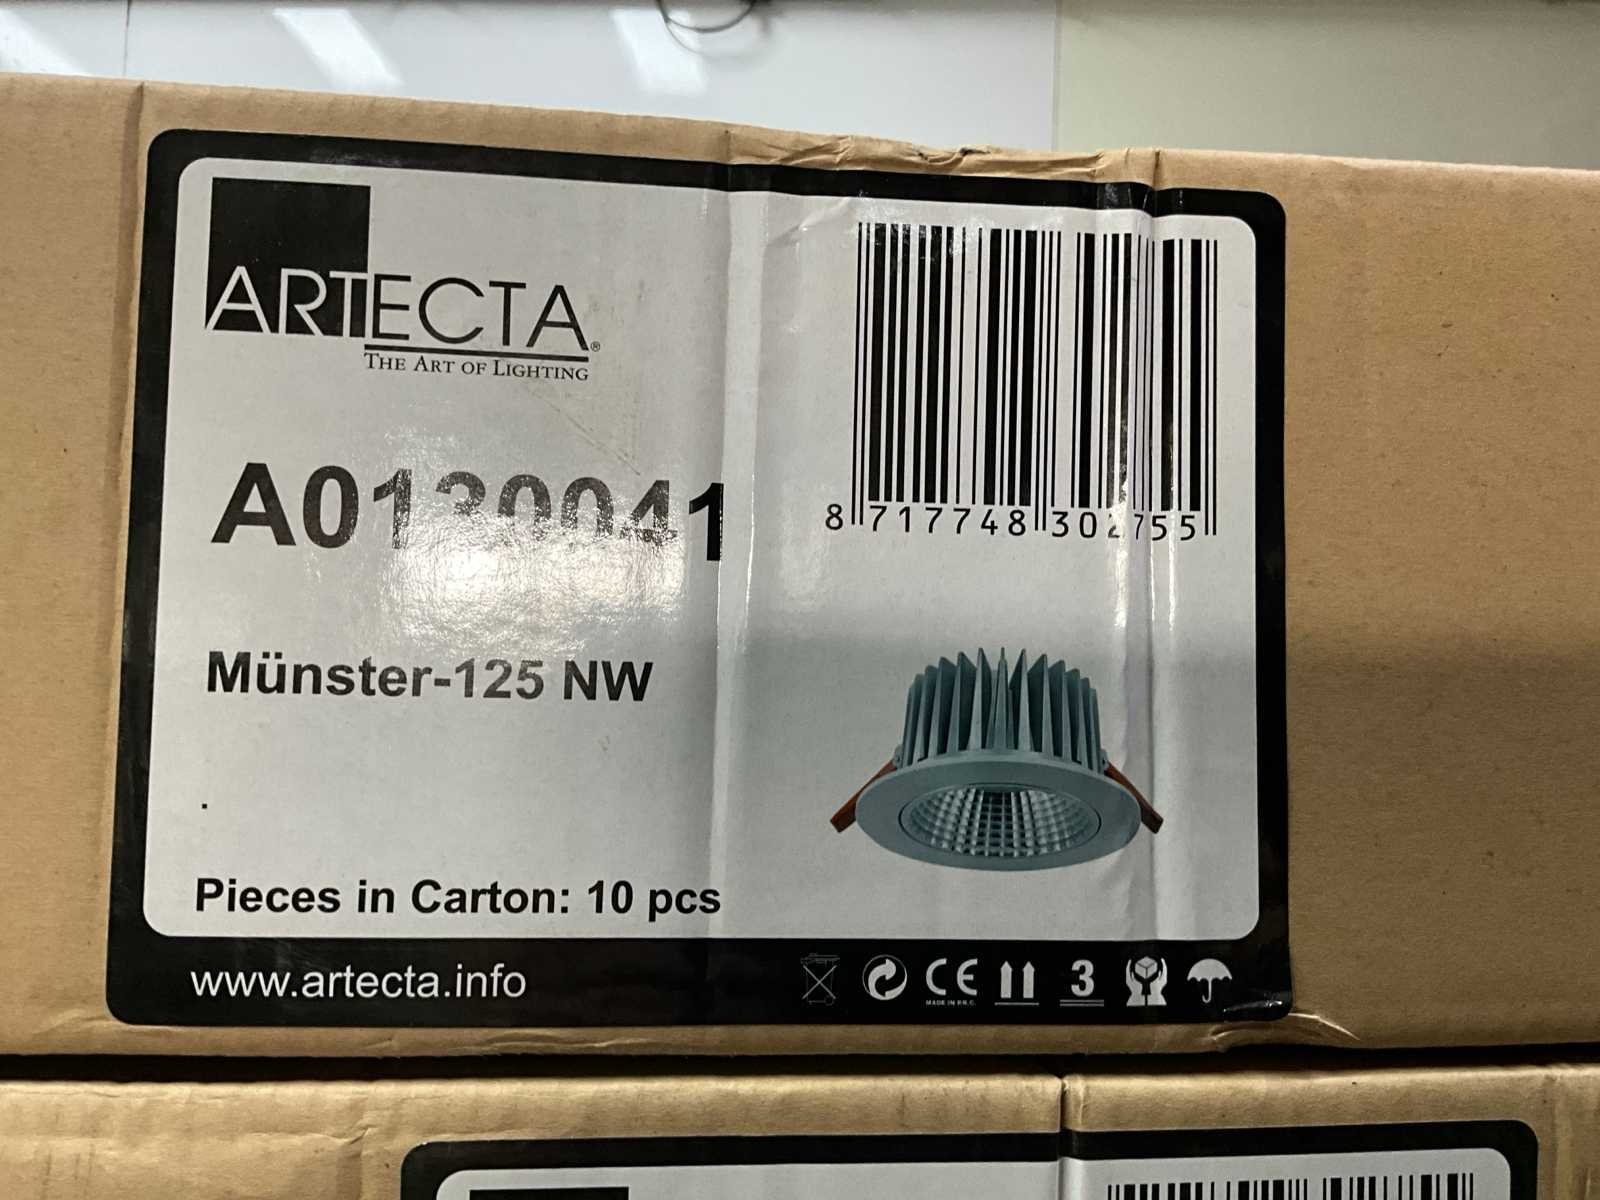 ARTECTA®
THE ART OF LIGHTING
A0130041
8 717748 302755
Münster-125 NW
.
Pieces in Carton: 10 pcs
www.artecta.info
CE
MADE IN P.R.C.
3